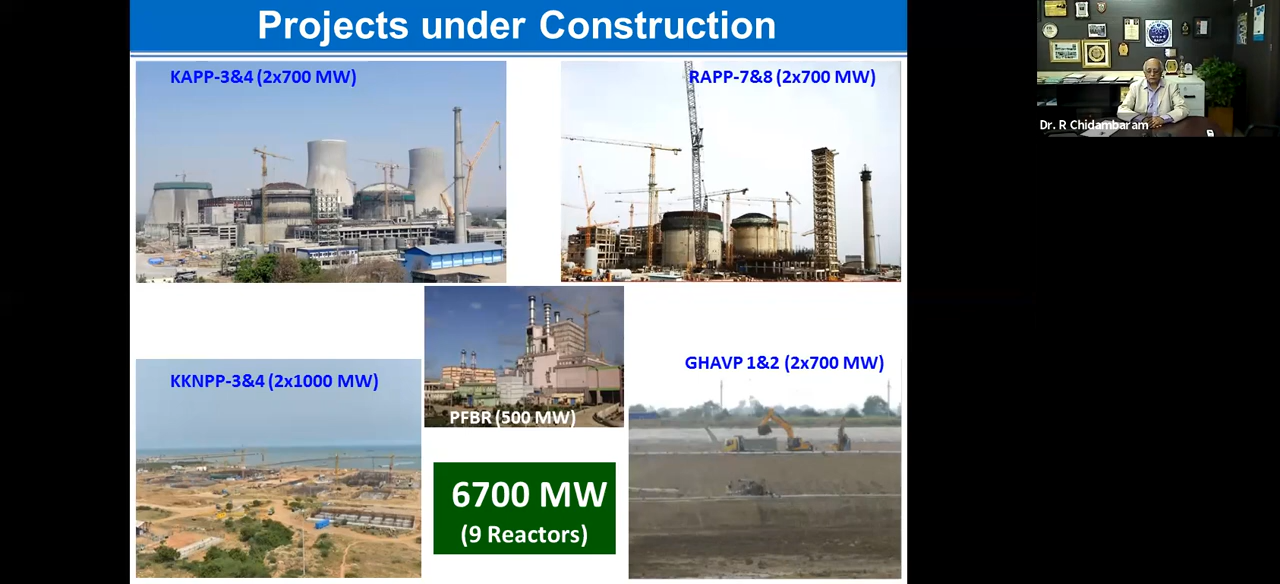 Projects under Construction
KAPP-3&4 (2x700 MW)
RAPP-7&8 (2x700 MW)
Dr. R Chidambaram
KKNPP-3&4 (2x1000 MW)
PFBR (500 MW)
GHAVP 1&2 (2x700 MW)
6700 MW
(9 Reactors)